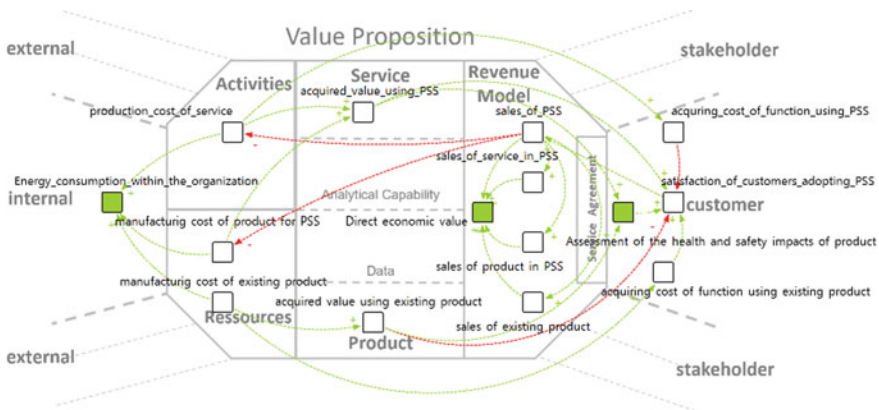 Value Proposition
external
stakeholder
Activities
Service
Revenue
Model
acquired_value_using_PSS
production_cost_of_service
sales_of_PSS
acquring_cost_of_function_using_PSS
sales_of_service_in_PSS
Energy_consumption_within_the_organization
satisfaction_of_customers_adopting_PSS
internal
Analytical Capability
customer
manufacturig cost of product for PSS
Direct economic value
Service Agreement
Assessment of the health and safety impacts of product
sales of product in PSS
Data
manufacturig cost of existing product
acquiring cost of function using existing product
acquired value using existing product
sales of existing product
Ressources
Product
external
stakeholder